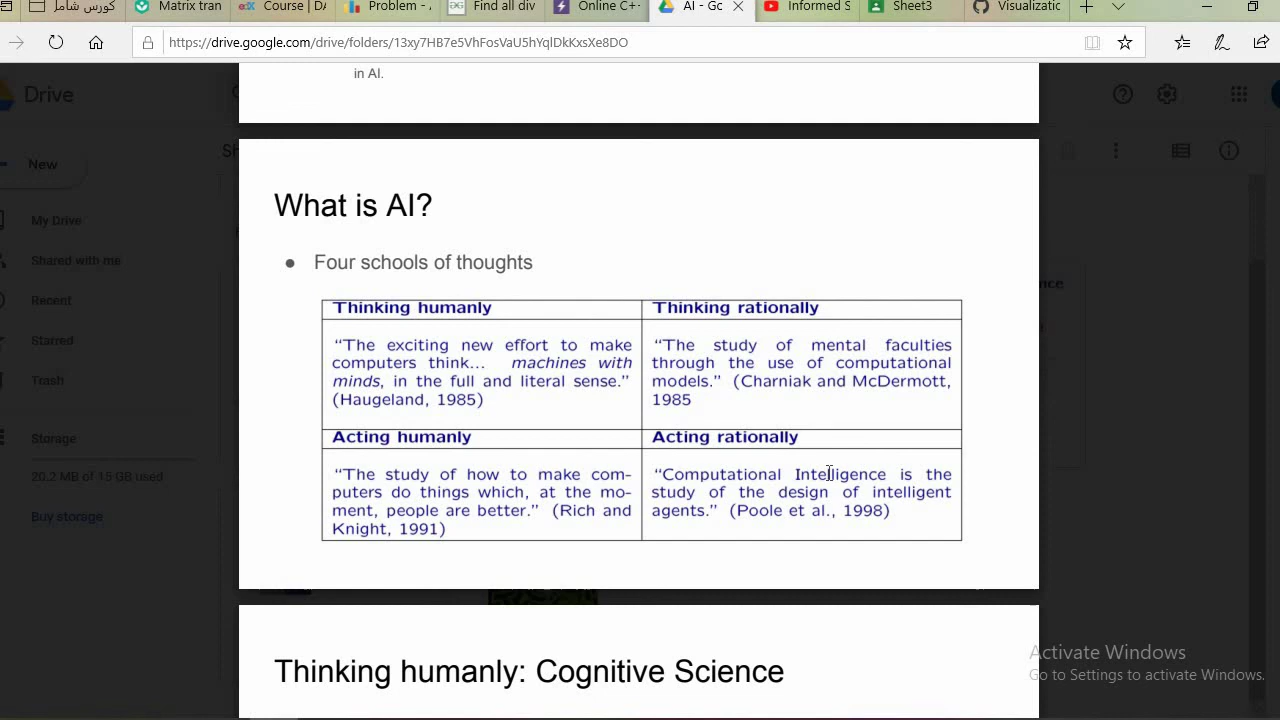 كورس شامل
Matrix tran
Course | DA
Problem -
Find all div
Online C+
AI - Go
Informed S
Sheet3
Visualizatic
https://drive.google.com/drive/folders/13xy7HB7e5VhFosVaU5hYqlDkKxsXe8DO
in AI.
Drive
New
My Drive
Shared with me
Recent
Starred
Trash
Storage
20.2 MB of 15 GB used
Buy storage
What is AI?
● Four schools of thoughts
Thinking humanly
"The exciting new effort to make
computers think... machines with
minds, in the full and literal sense."
(Haugeland, 1985)
Thinking rationally
"The study of mental faculties
through the use of computational
models." (Charniak and McDermott,
1985
Acting humanly
"The study of how to make com-
puters do things which, at the mo-
ment, people are better." (Rich and
Knight, 1991)
Acting rationally
"Computational Intelligence is the
study of the design of intelligent
agents." (Poole et al., 1998)
Thinking humanly: Cognitive Science
Activate Windows
Go to Settings to activate Windows.